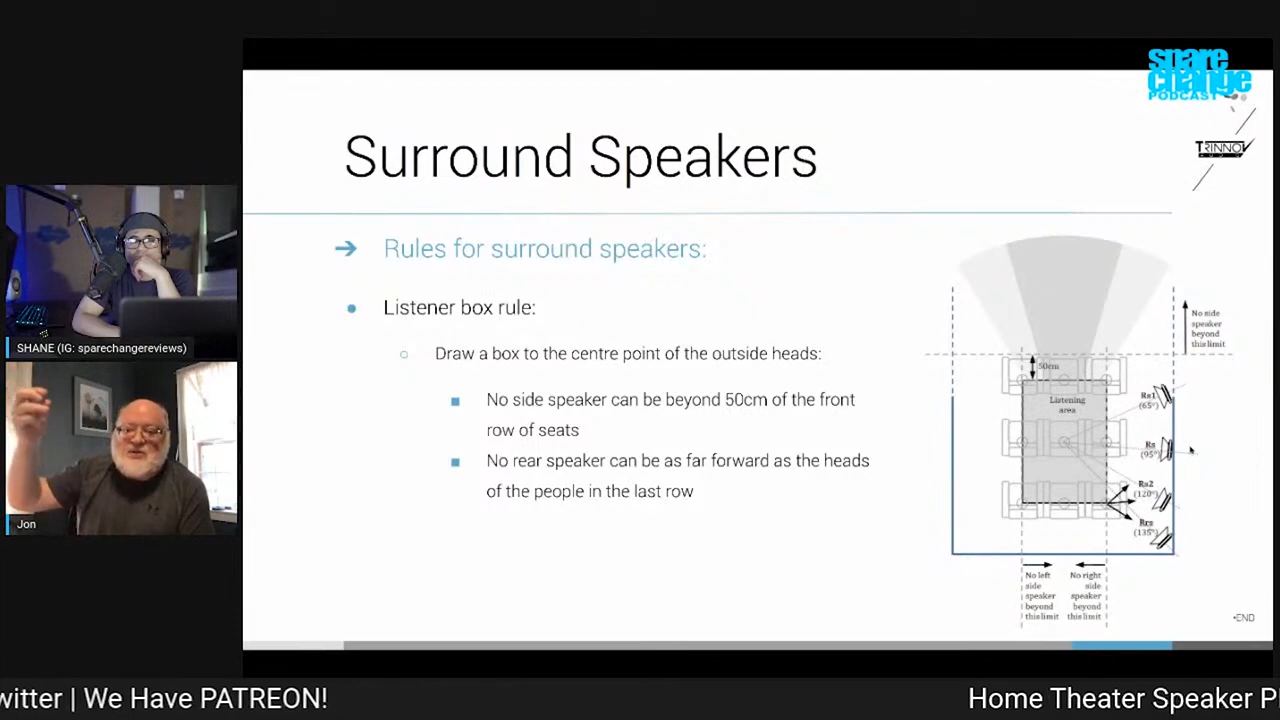 spare
change
PODCAST
TRINNOV
AUDIO
Surround Speakers
Rules for surround speakers:
Listener box rule:
Draw a box to the centre point of the outside heads:
No side speaker can be beyond 50cm of the front
row of seats
No rear speaker can be as far forward as the heads
of the people in the last row
No side
speaker
beyond
this limit
50cm
Listening
area
Rs1
(65°)
Rs
(95°)
Rs2
(120°)
Rrs
(135°)
No left
side
speaker
beyond
this limit
No right
side
speaker
beyond
this limit
•END
SHANE (IG: sparechangereviews)
Jon
witter | We Have PATREON!
Home Theater Speaker P